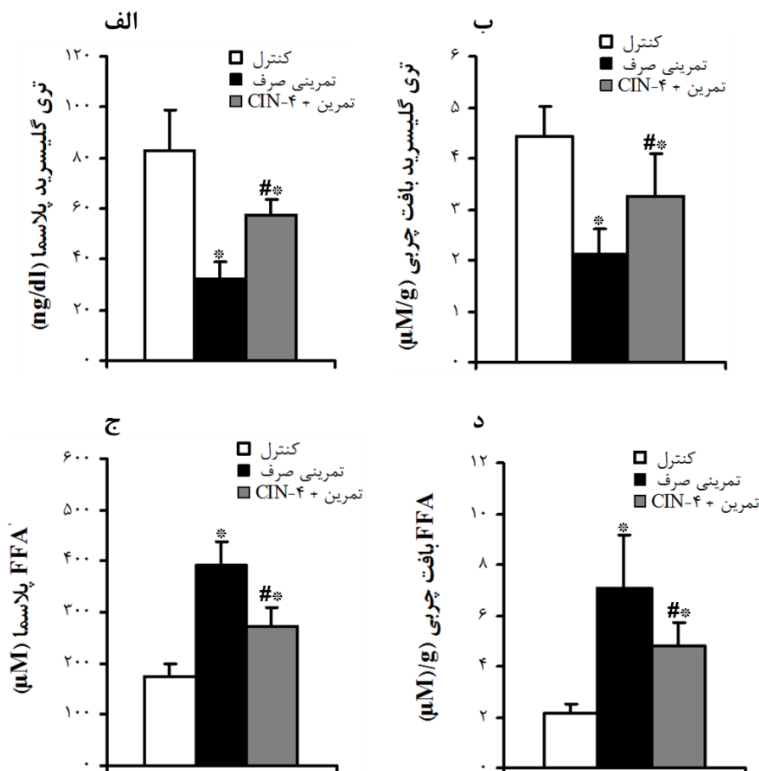 الف
تری گلیسرید پلاسما (ng/dl)
۱۲۰
۱۰۰
۸۰
۶۰
۴۰
۲۰
۰
کنترل
تمرینی صرف
تمرین + CIN-۴
*
#*
ب
تری گلیسرید بافت چربی (µM/g)
۶
۵
۴
۳
۲
۱
۰
کنترل
تمرینی صرف
تمرین + CIN-۴
*
#*
ج
FFA پلاسما (µM)
۶۰۰
۵۰۰
۴۰۰
۳۰۰
۲۰۰
۱۰۰
۰
کنترل
تمرینی صرف
تمرین + CIN-۴
*
#*
د
FFA بافت چربی (µM)/g)
۱۲
۱۰
۸
۶
۴
۲
۰
کنترل
تمرینی صرف
تمرین + CIN-۴
*
#*